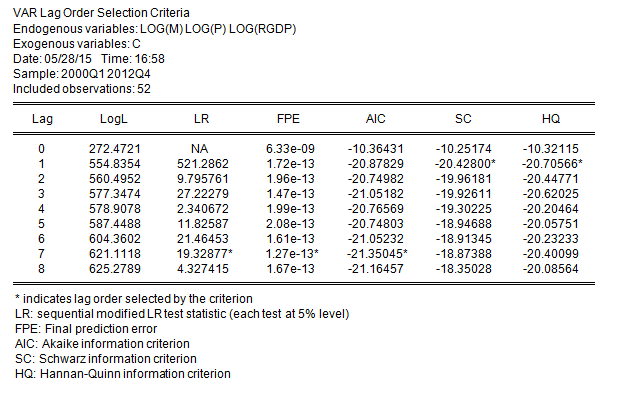 VAR Lag Order Selection Criteria
Endogenous variables: LOG(M) LOG(P) LOG(RGDP)
Exogenous variables: C
Date: 05/28/15 Time: 16:58
Sample: 2000Q1 2012Q4
Included observations: 52
Lag LogL LR FPE AIC SC HQ
0 272.4721 NA 6.33e-09 -10.36431 -10.25174 -10.32115
1 554.8354 521.2862 1.72e-13 -20.87829 -20.42800* -20.70566*
2 560.4952 9.795761 1.96e-13 -20.74982 -19.96181 -20.44771
3 577.3474 27.22279 1.47e-13 -21.05182 -19.92611 -20.62025
4 578.9078 2.340672 1.99e-13 -20.76569 -19.30225 -20.20464
5 587.4488 11.82587 2.08e-13 -20.74803 -18.94688 -20.05751
6 604.3602 21.46453 1.61e-13 -21.05232 -18.91345 -20.23233
7 621.1118 19.32877* 1.27e-13* -21.35045* -18.87388 -20.40099
8 625.2789 4.327415 1.67e-13 -21.16457 -18.35028 -20.08564
* indicates lag order selected by the criterion
LR: sequential modified LR test statistic (each test at 5% level)
FPE: Final prediction error
AIC: Akaike information criterion
SC: Schwarz information criterion
HQ: Hannan-Quinn information criterion